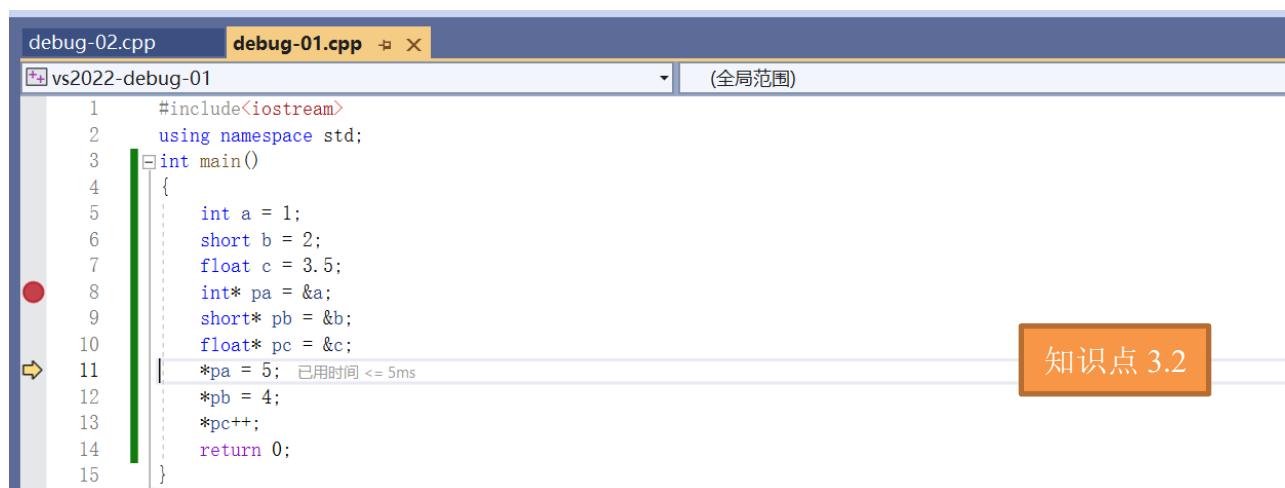 debug-02.cpp debug-01.cpp
vs2022-debug-01 (全局范围)
1 #include<iostream>
2 using namespace std;
3 int main()
4 {
5 int a = 1;
6 short b = 2;
7 float c = 3.5;
8 int* pa = &a;
9 short* pb = &b;
10 float* pc = &c;
11 *pa = 5; 已用时间 <= 5ms
知识点 3.2
12 *pb = 4;
13 *pc++;
14 return 0;
15 }